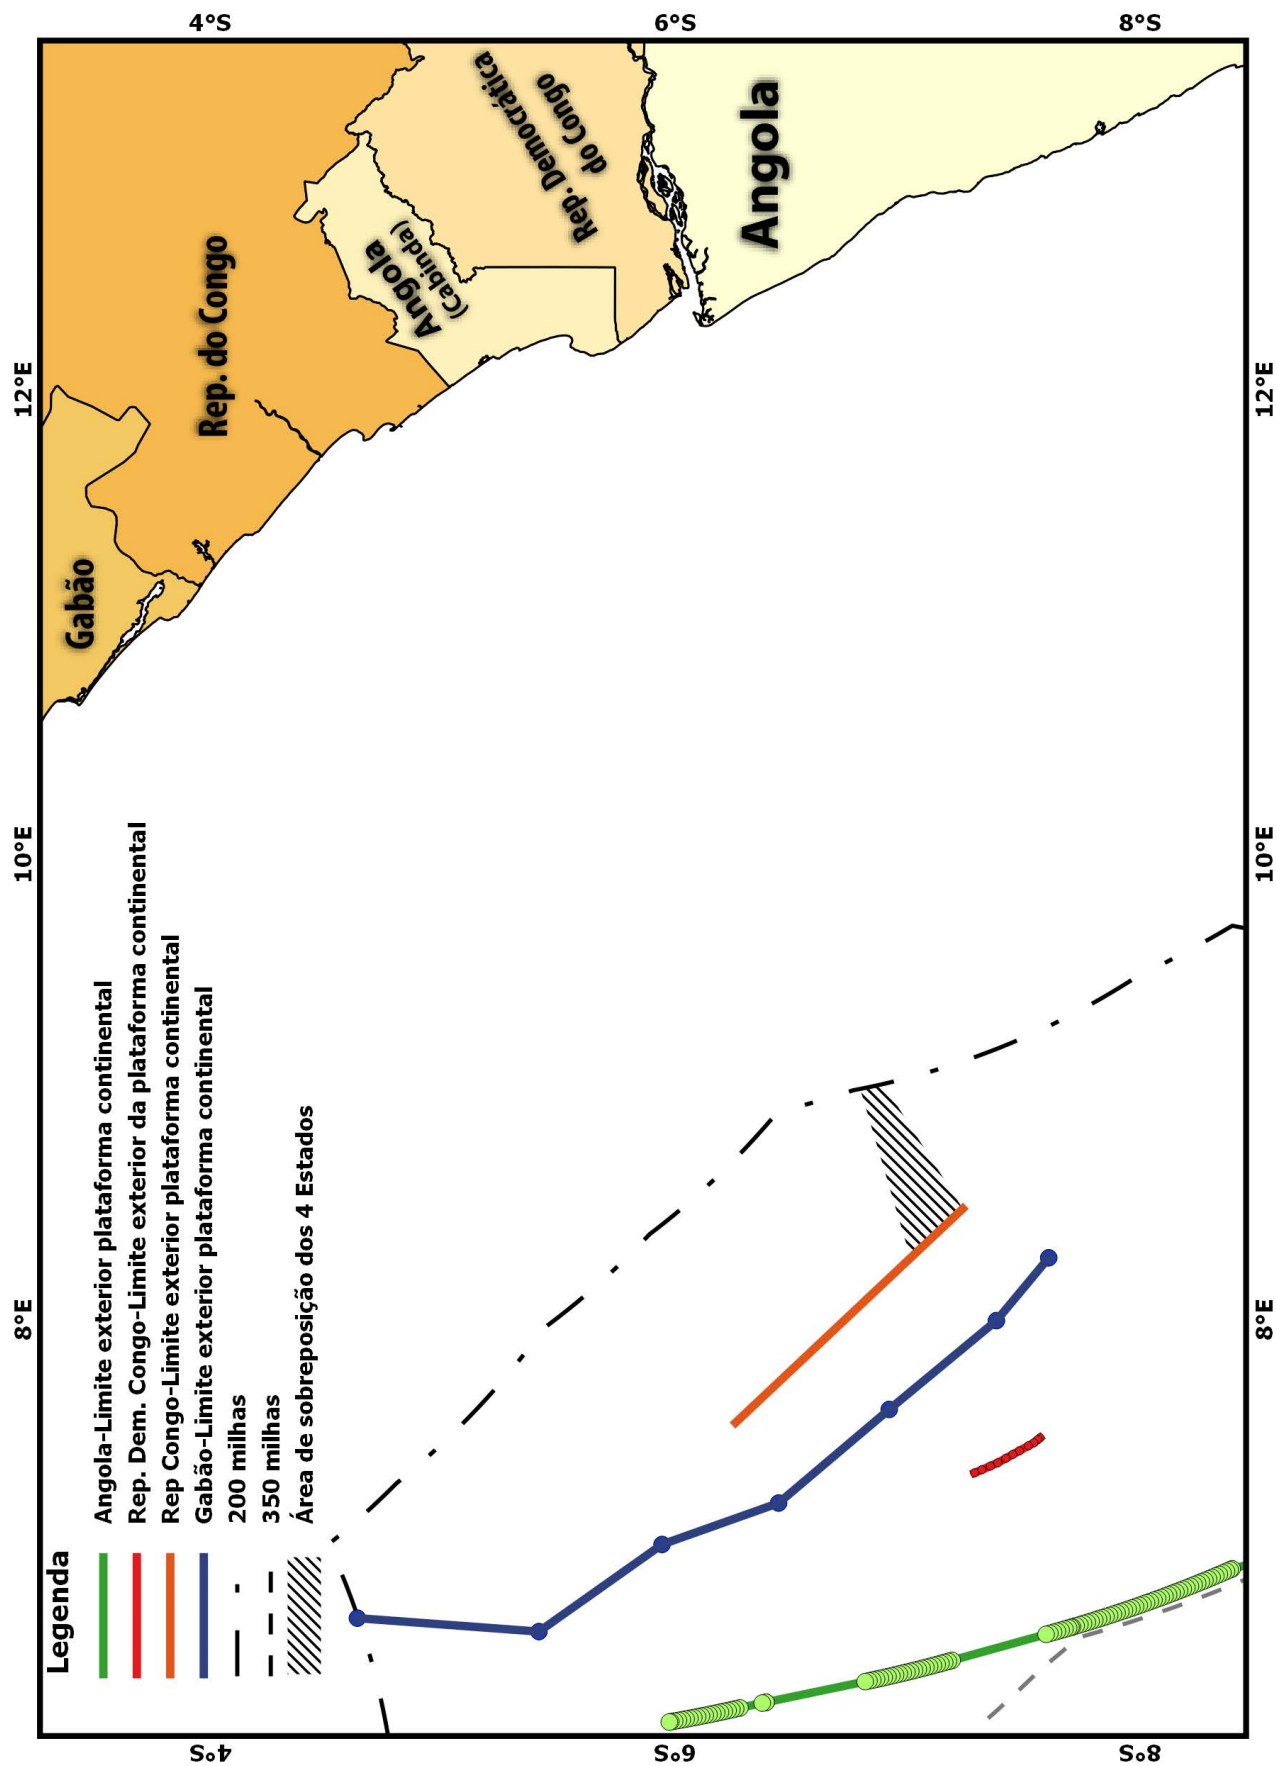 4°S
6°S
8°S
12°E
10°E
8°E
12°E
10°E
8°E
4°S
6°S
8°S
Gabão
Rep. do Congo
Angola
(Cabinda)
Rep. Democrática
do Congo
Angola
Legenda
Angola-Limite exterior plataforma continental
Rep. Dem. Congo-Limite exterior da plataforma continental
Rep Congo-Limite exterior plataforma continental
Gabão-Limite exterior plataforma continental
200 milhas
350 milhas
Área de sobreposição dos 4 Estados